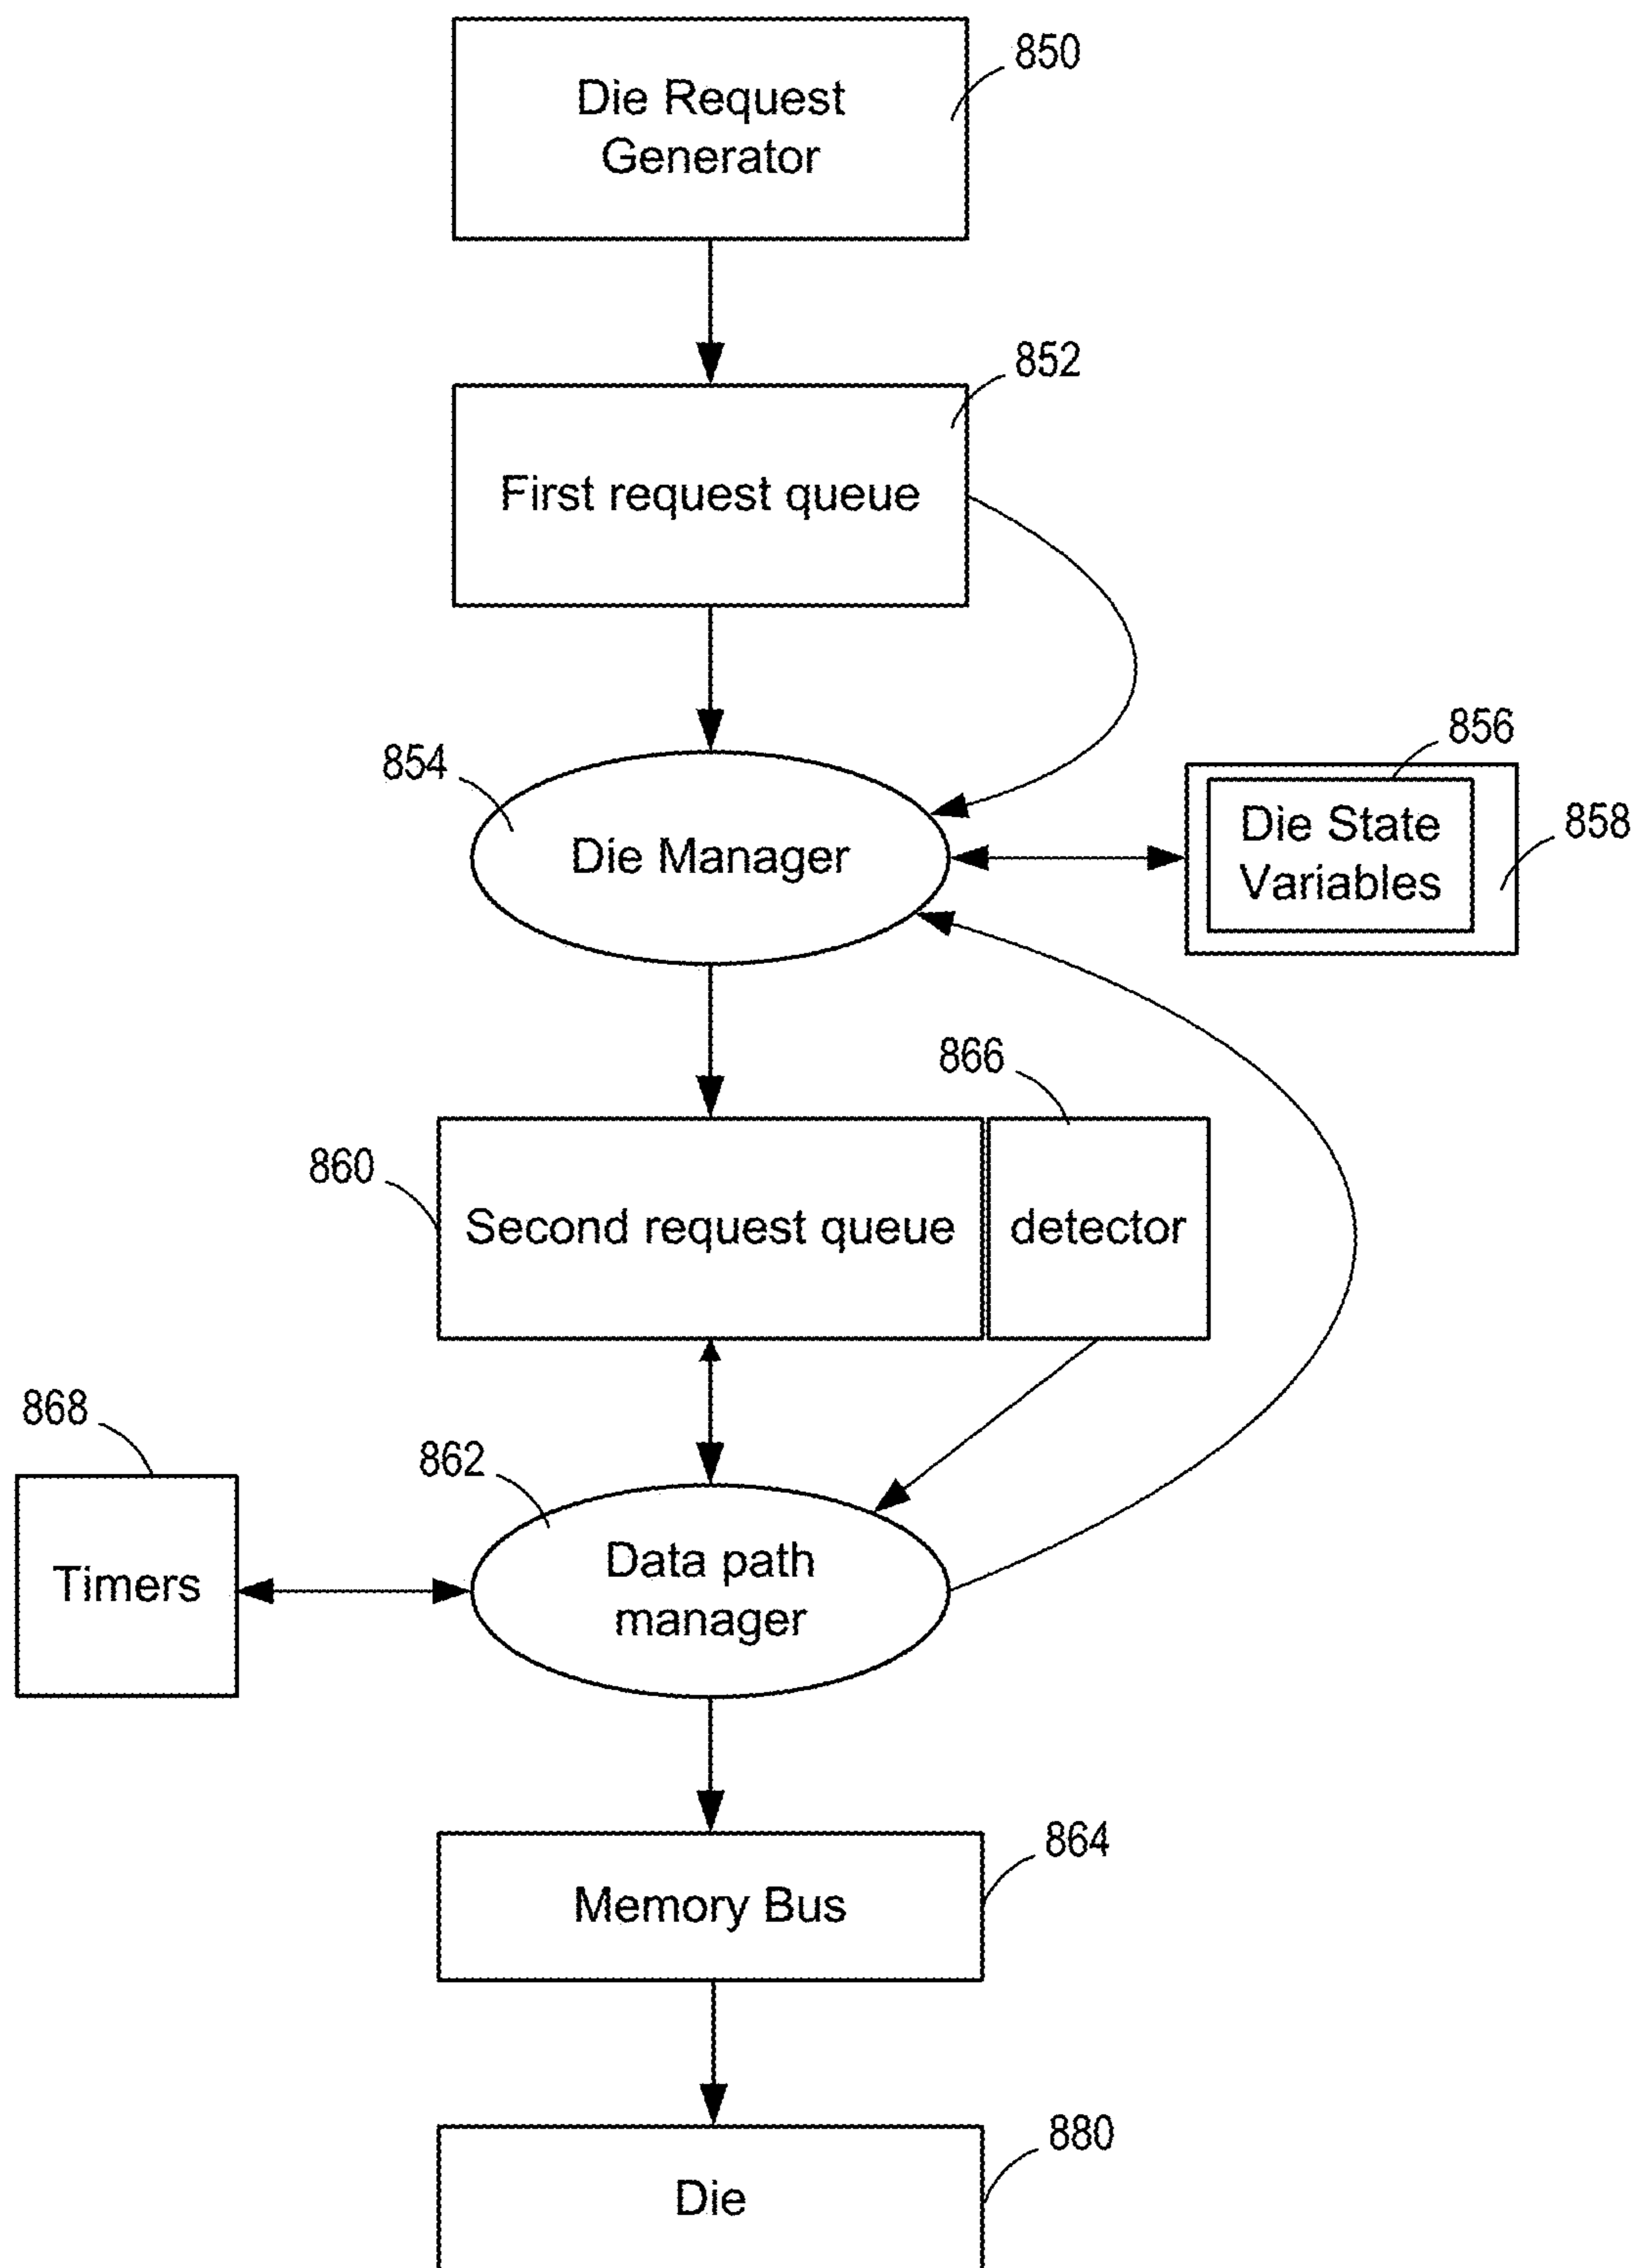 850
Die Request
Generator
852
First request queue
854
Die Manager
856
Die State
Variables
858
866
860
Second request queue
detector
868
862
Timers
Data path
manager
864
Memory Bus
880
Die